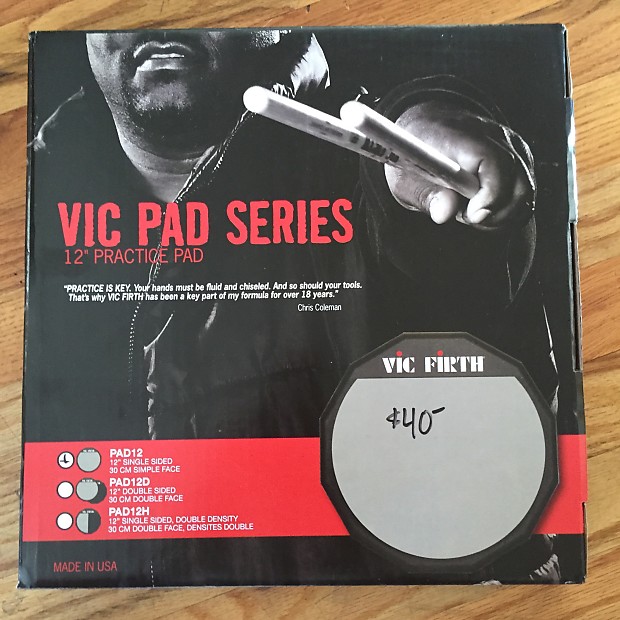 VIC PAD SERIES
12" PRACTICE PAD
"PRACTICE IS KEY. Your hands must be fluid and chiseled. And so should your tools.
That's why VIC FIRTH has been a key part of my formula for over 18 years."
Chris Coleman
VIC FIRTH
¢40-
PAD12
12" SINGLE SIDED
30 CM SIMPLE FACE
PAD12D
12" DOUBLE SIDED
30 CM DOUBLE FACE
PAD12H
12" SINGLE SIDED, DOUBLE DENSITY
30 CM DOUBLE FACE, DENSITES DOUBLE
MADE IN USA